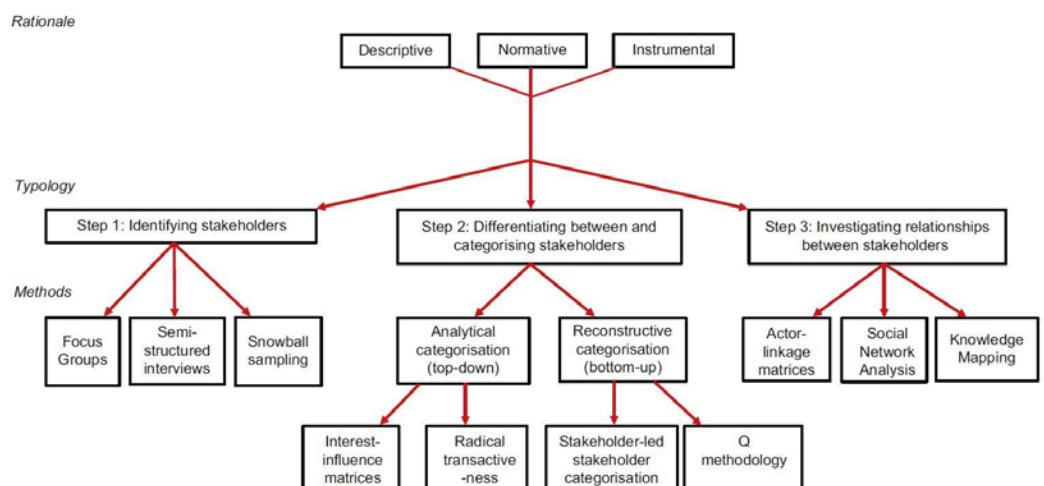 Rationale
Descriptive
Normative
Instrumental
Typology
Step 1: Identifying stakeholders
Step 2: Differentiating between and
categorising stakeholders
Step 3: Investigating relationships
between stakeholders
Methods
Focus
Groups
Semi-
structured
interviews
Snowball
sampling
Analytical
categorisation
(top-down)
Reconstructive
categorisation
(bottom-up)
Actor-
linkage
matrices
Social
Network
Analysis
Knowledge
Mapping
Interest-
influence
matrices
Radical
transactive
-ness
Stakeholder-led
stakeholder
categorisation
Q
methodology